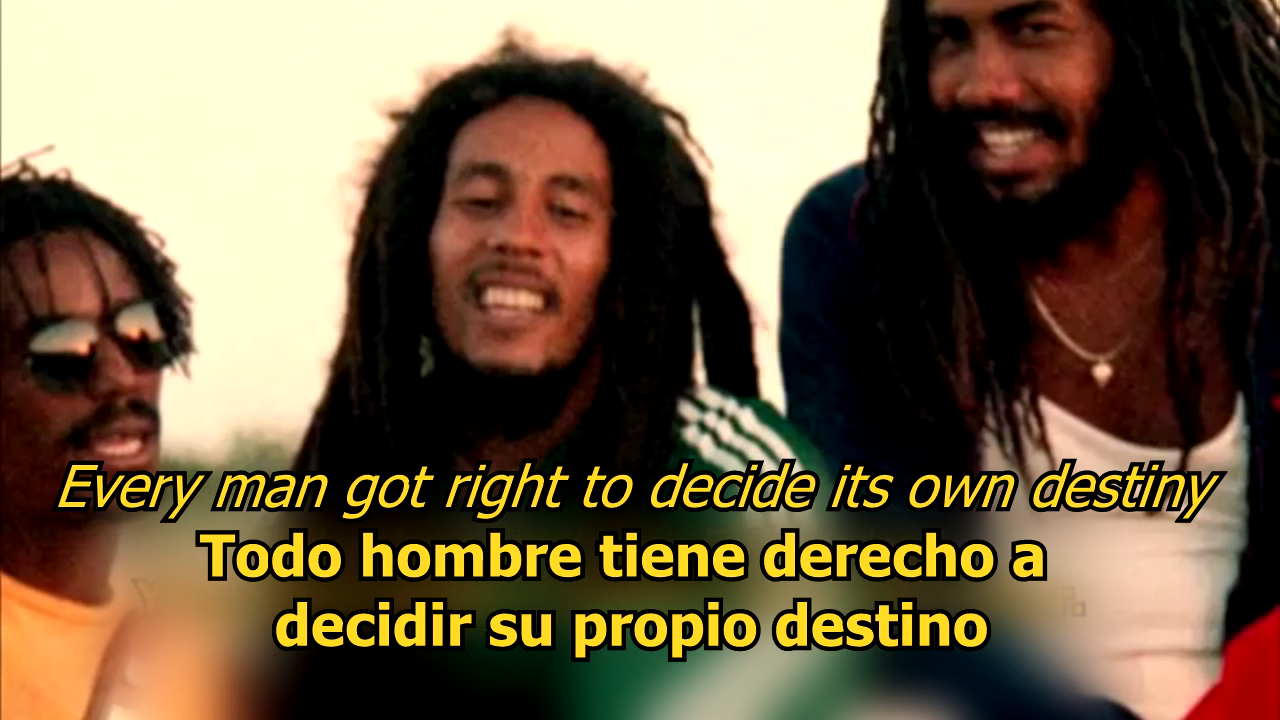 Every man got right to decide its own destiny
Todo hombre tiene derecho a
decidir su propio destino